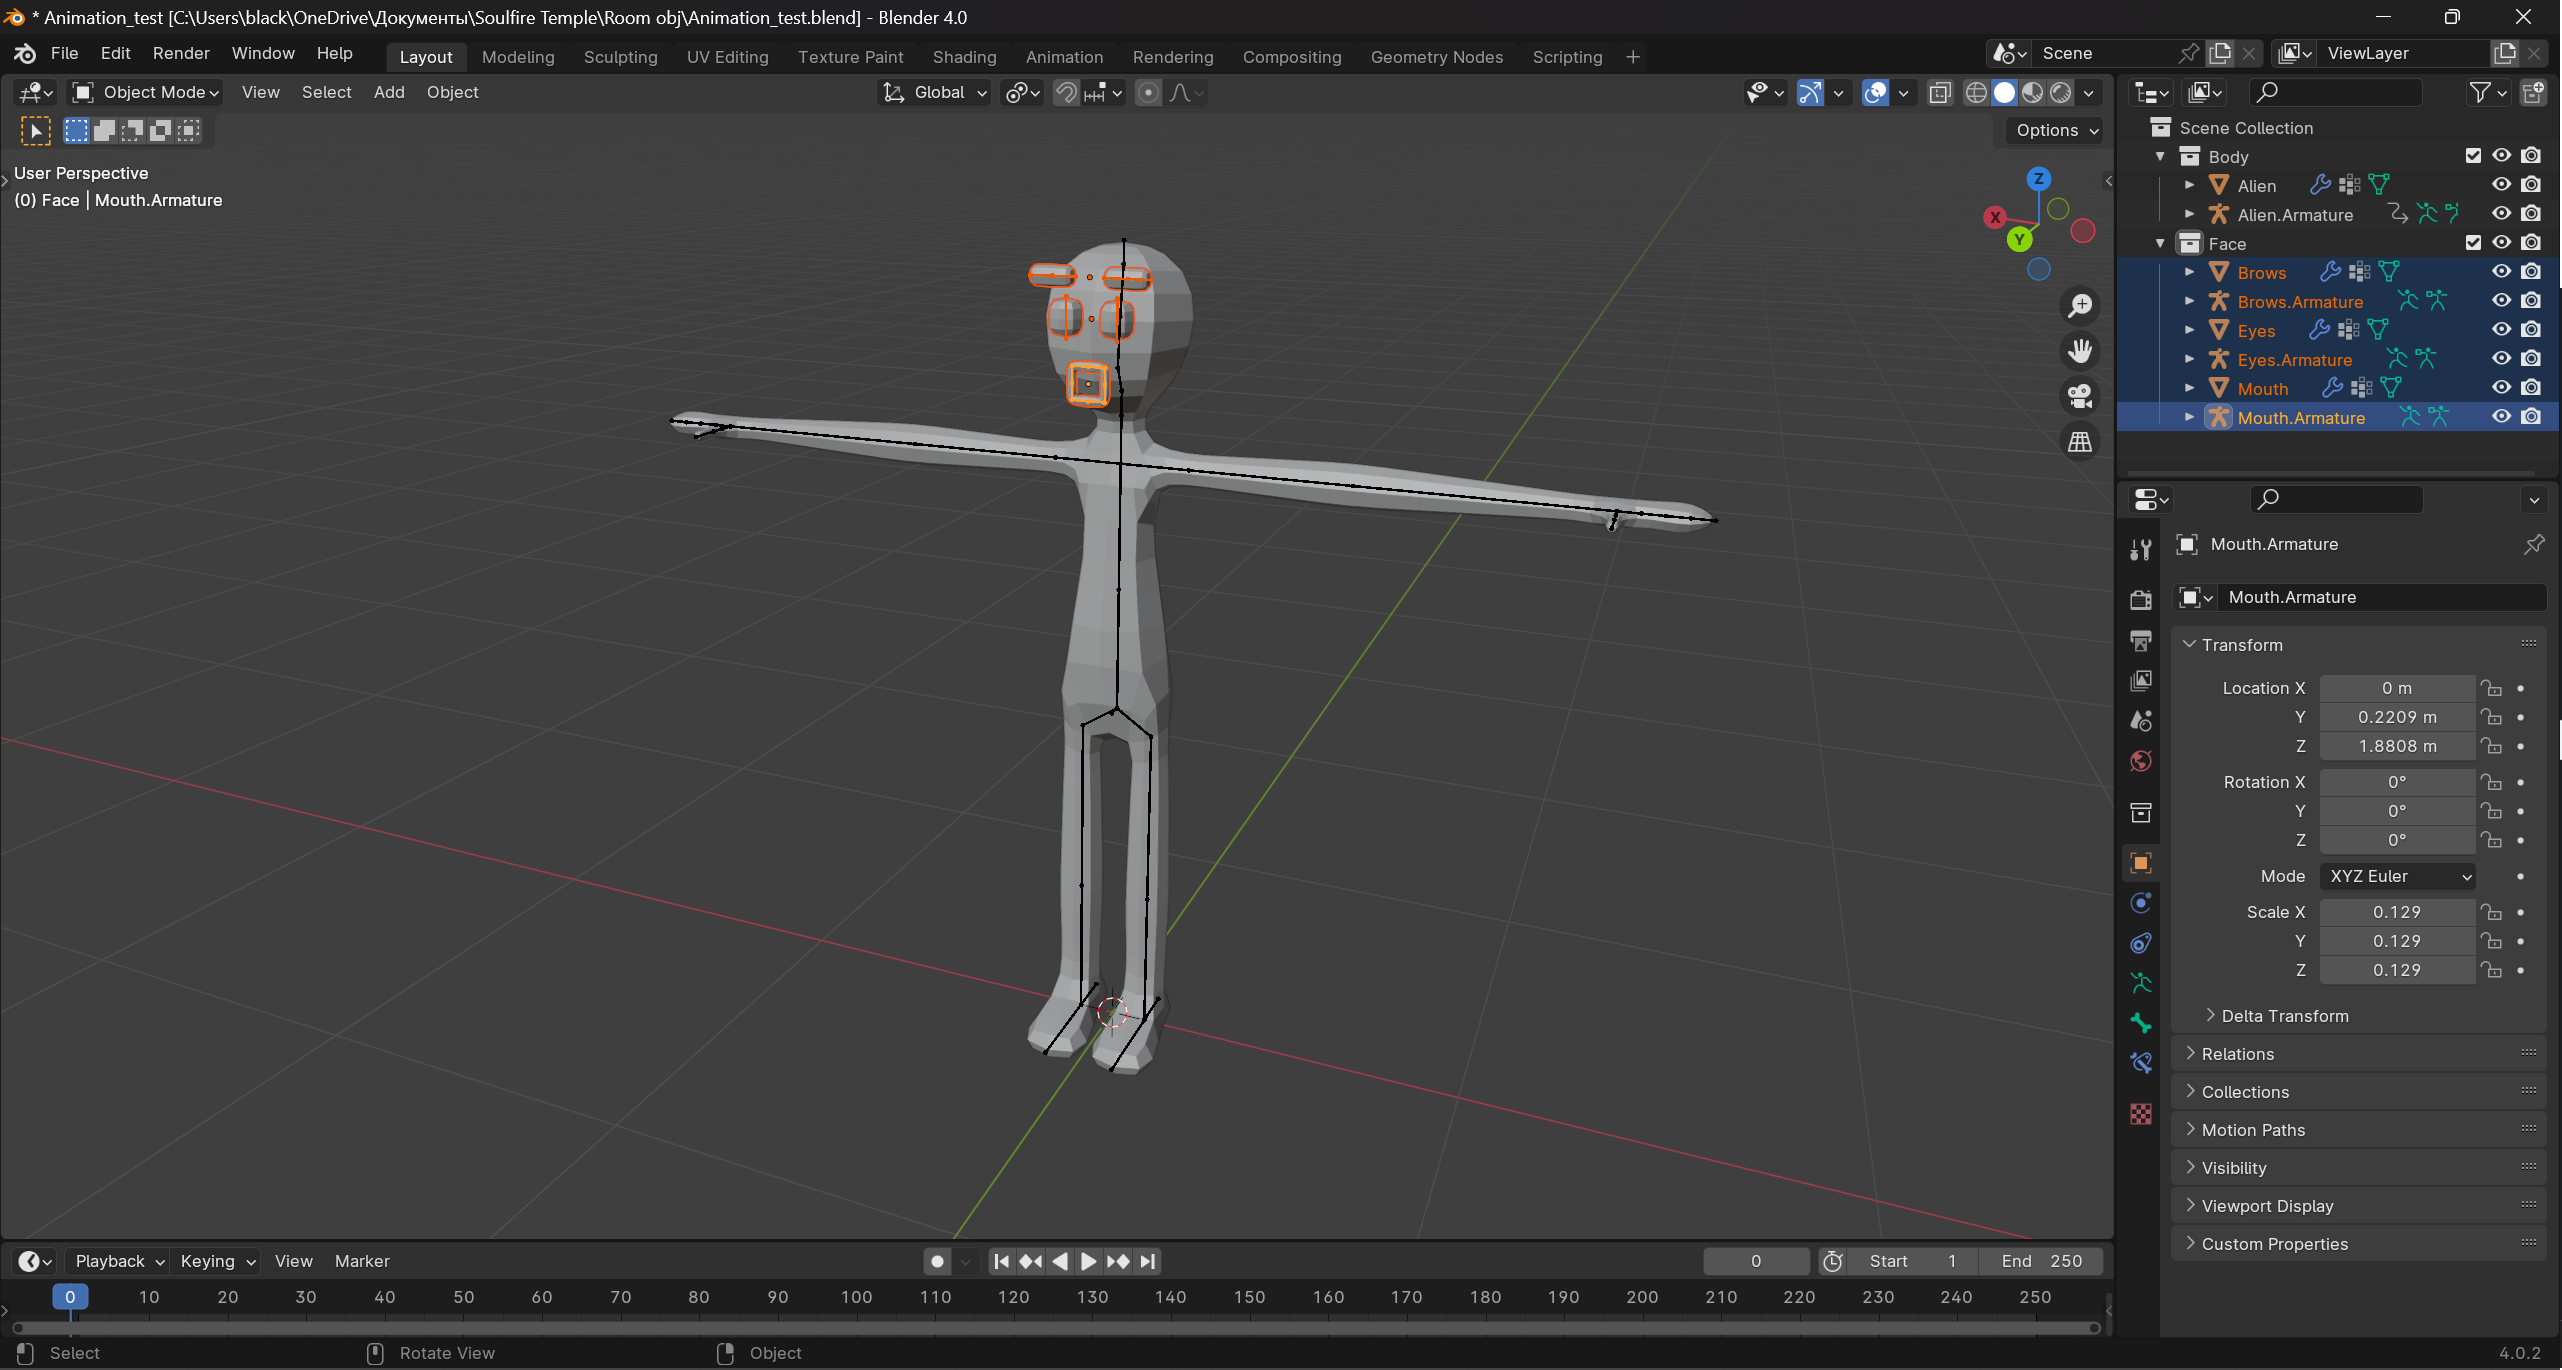 * Animation_test [C:\Users\black\OneDrive\Документы\Soulfire Temple\Room obj\Animation_test.blend] - Blender 4.0
File Edit Render Window Help Layout Modeling Sculpting UV Editing Texture Paint Shading Animation Rendering Compositing Geometry Nodes Scripting + Scene ViewLayer
Object Mode View Select Add Object Global
Options
User Perspective
(0) Face | Mouth.Armature
Z
X
Y
Scene Collection
Body
Alien
Alien.Armature
Face
Brows
Brows.Armature
Eyes
Eyes.Armature
Mouth
Mouth.Armature
Mouth.Armature
Mouth.Armature
Transform
Location X 0 m
Y 0.2209 m
Z 1.8808 m
Rotation X 0°
Y 0°
Z 0°
Mode XYZ Euler
Scale X 0.129
Y 0.129
Z 0.129
Delta Transform
Relations
Collections
Motion Paths
Visibility
Viewport Display
Custom Properties
Playback Keying View Marker 0 Start 1 End 250
0 10 20 30 40 50 60 70 80 90 100 110 120 130 140 150 160 170 180 190 200 210 220 230 240 250
Select Rotate View Object 4.0.2